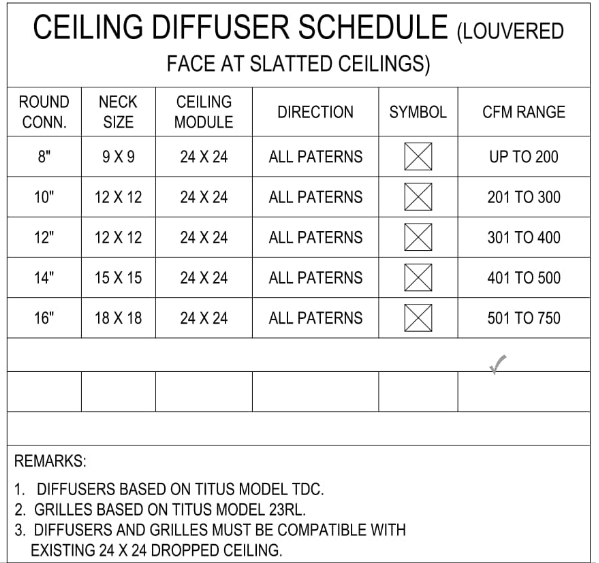 CEILING DIFFUSER SCHEDULE (LOUVERED
FACE AT SLATTED CEILINGS)
ROUND CONN. NECK SIZE CEILING MODULE DIRECTION SYMBOL CFM RANGE
8" 9 X 9 24 X 24 ALL PATERNS UP TO 200
10" 12 X 12 24 X 24 ALL PATERNS 201 TO 300
12" 12 X 12 24 X 24 ALL PATERNS 301 TO 400
14" 15 X 15 24 X 24 ALL PATERNS 401 TO 500
16" 18 X 18 24 X 24 ALL PATERNS 501 TO 750
REMARKS:
1. DIFFUSERS BASED ON TITUS MODEL TDC.
2. GRILLES BASED ON TITUS MODEL 23RL.
3. DIFFUSERS AND GRILLES MUST BE COMPATIBLE WITH
EXISTING 24 X 24 DROPPED CEILING.